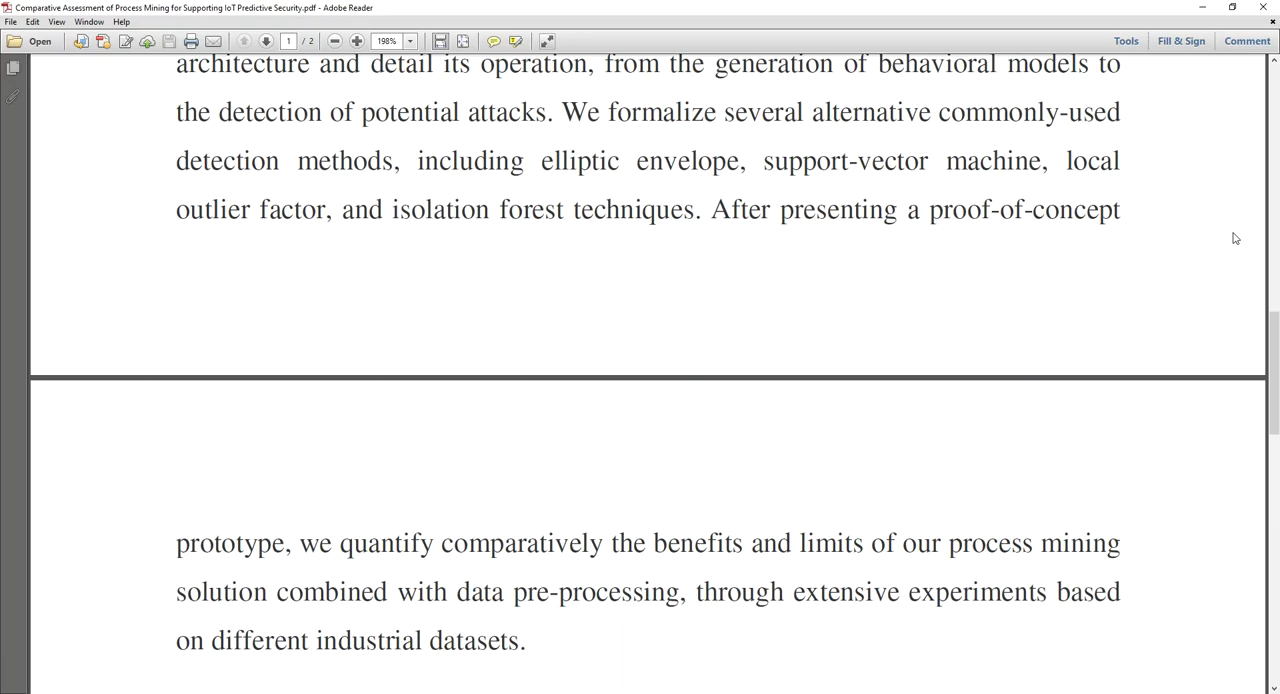 Comparative Assessment of Process Mining for Supporting IoT Predictive Security.pdf - Adobe Reader
File Edit View Window Help
Open 1 / 2 198% Tools Fill & Sign Comment
architecture and detail its operation, from the generation of behavioral models to
the detection of potential attacks. We formalize several alternative commonly-used
detection methods, including elliptic envelope, support-vector machine, local
outlier factor, and isolation forest techniques. After presenting a proof-of-concept
prototype, we quantify comparatively the benefits and limits of our process mining
solution combined with data pre-processing, through extensive experiments based
on different industrial datasets.